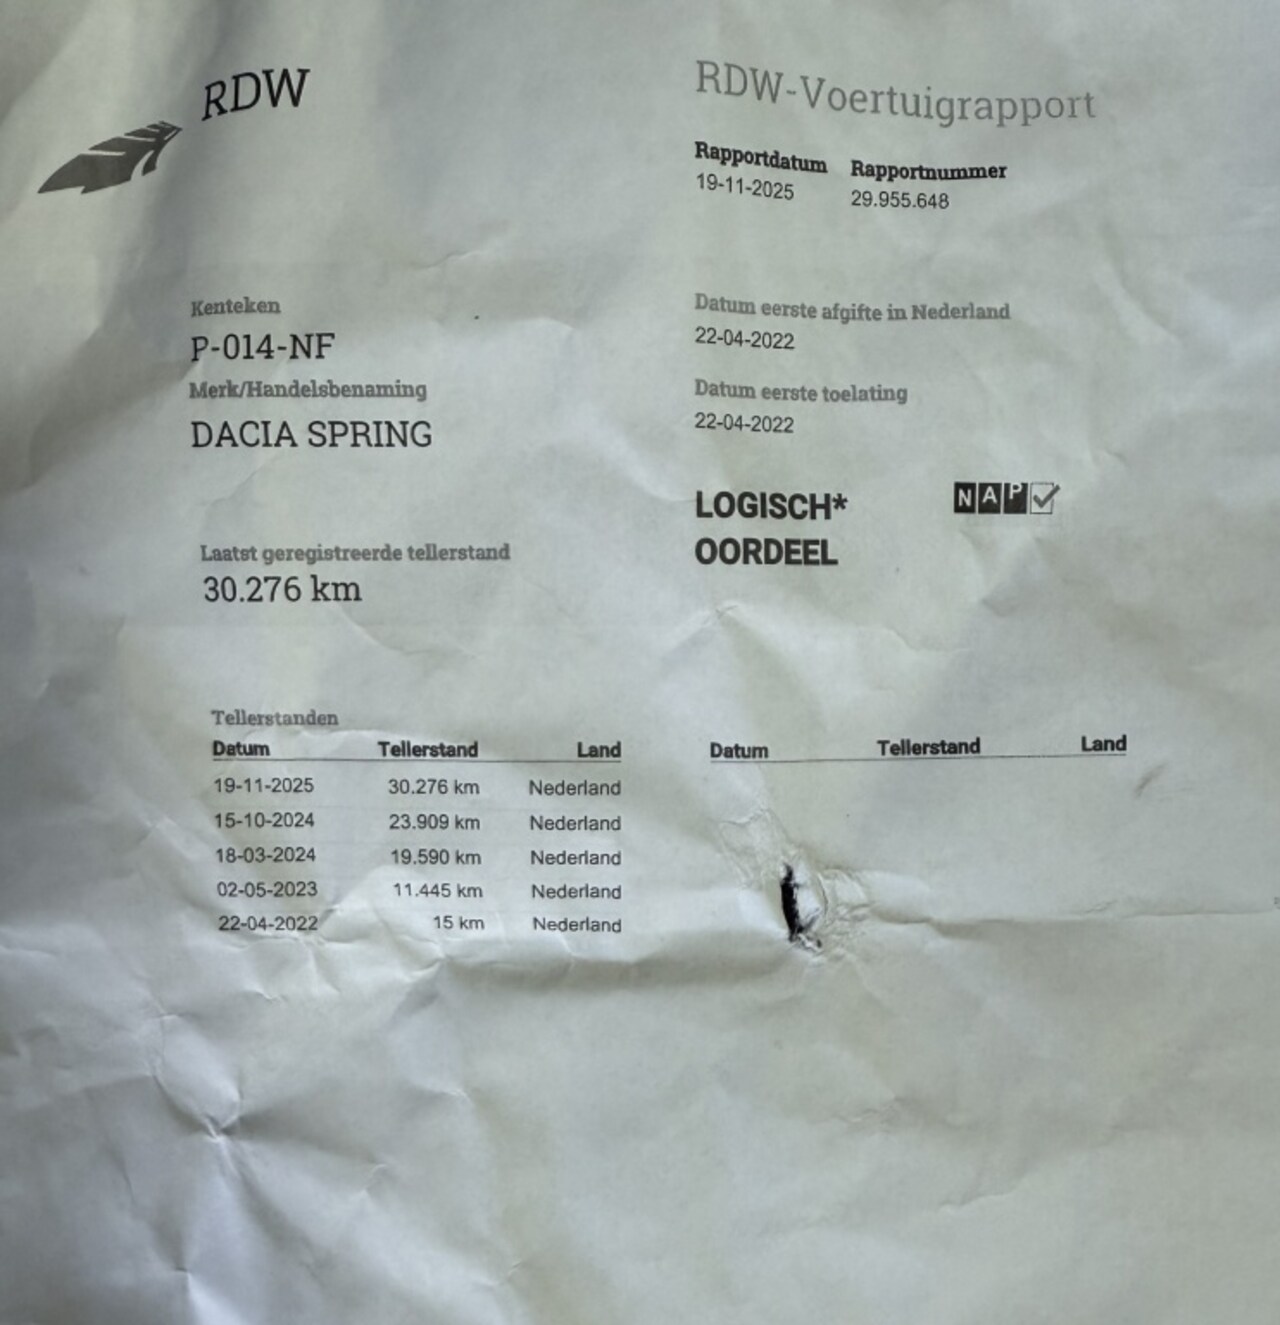 RDW
RDW-Voertuigrapport
Rapportdatum Rapportnummer
19-11-2025 29.955.648
Kenteken
P-014-NF
Merk/Handelsbenaming
DACIA SPRING
Datum eerste afgifte in Nederland
22-04-2022
Datum eerste toelating
22-04-2022
LOGISCH*
OORDEEL
NAP
Laatst geregistreerde tellerstand
30.276 km
Tellerstanden
Datum Tellerstand Land
19-11-2025 30.276 km Nederland
15-10-2024 23.909 km Nederland
18-03-2024 19.590 km Nederland
02-05-2023 11.445 km Nederland
22-04-2022 15 km Nederland
Datum Tellerstand Land